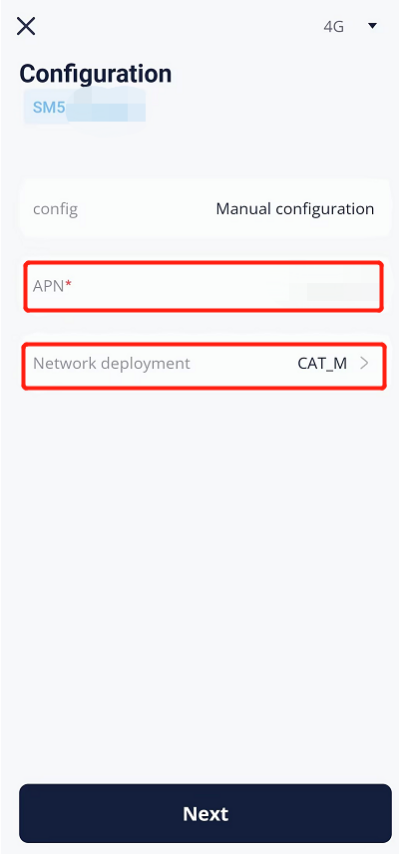 4G
Configuration
SM5
config Manual configuration
APN*
Network deployment CAT_M
Next